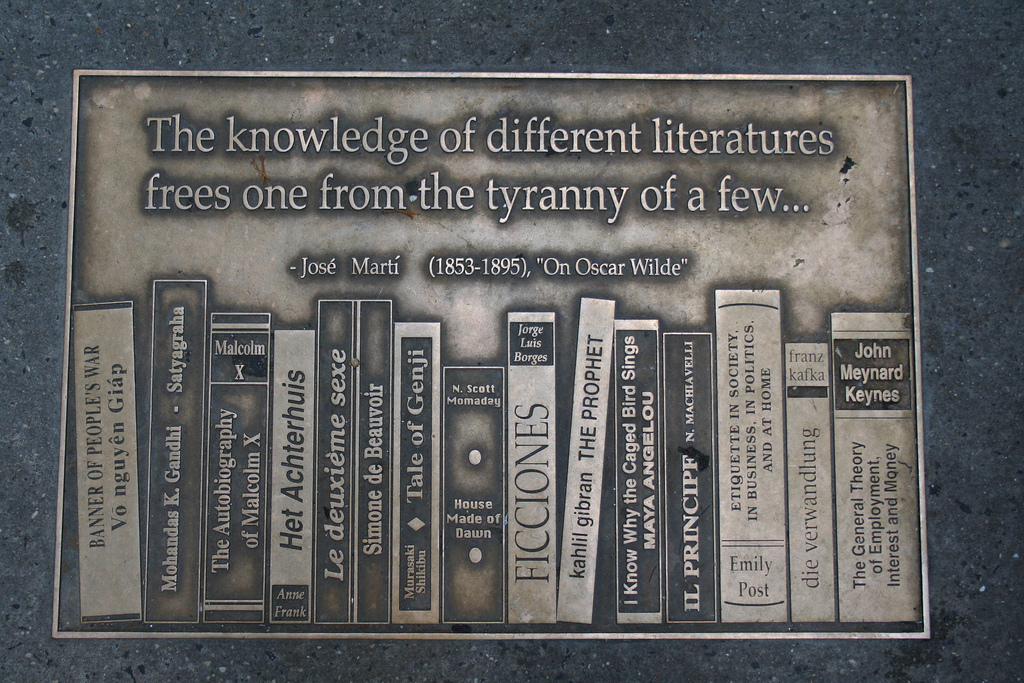 The knowledge of different literatures
frees one from the tyranny of a few...
- José Martí (1853-1895), "On Oscar Wilde"
BANNER OF PEOPLE'S WAR
Vo nguyên Giáp
Mohandas K. Gandhi - Satyagraha
Malcolm
X
The Autobiography
of Malcolm X
Het Achterhuis
Anne
Frank
Le deuxième sexe
Simone de Beauvoir
Murasaki
Shikibu
Tale of Genji
N. Scott
Momaday
House
Made of
Dawn
Jorge
Luis
Borges
FICCIONES
kahlil gibran THE PROPHET
I Know Why the Caged Bird Sings
MAYA ANGELOU
IL PRINCIPE N. MACHIAVELLI
ETIQUETTE IN SOCIETY,
IN BUSINESS, IN POLITICS,
AND AT HOME
Emily
Post
franz
kafka
die verwandlung
John
Meynard
Keynes
The General Theory
of Employment,
Interest and Money